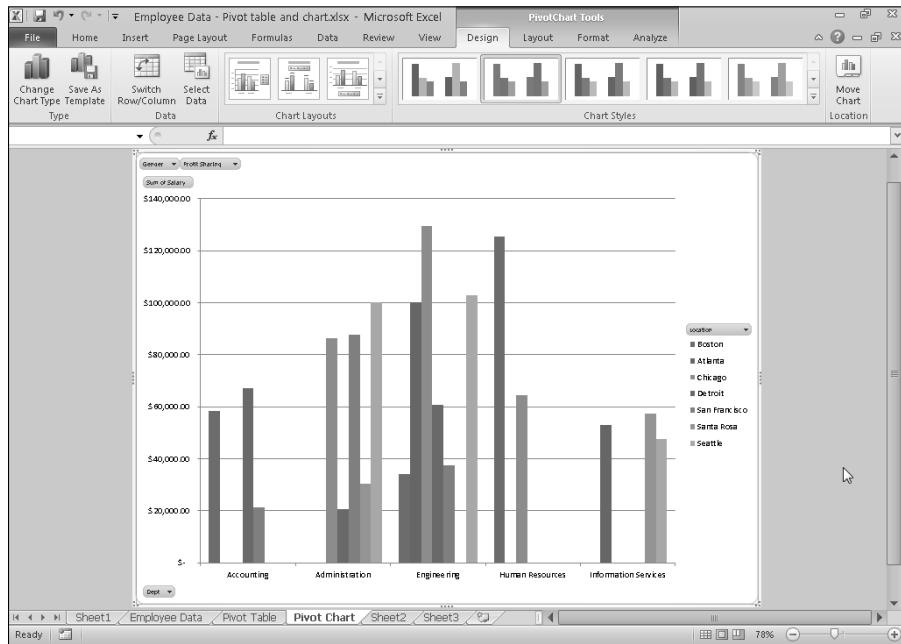 Employee Data - Pivot table and chart.xlsx - Microsoft Excel
PivotChart Tools
File Home Insert Page Layout Formulas Data Review View Design Layout Format Analyze
Change Chart Type
Save As Template
Switch Row/Column
Select Data
Move Chart
Type
Data
Chart Layouts
Chart Styles
Location
fx
Gender
Profit Sharing
Sum of Salary
$140,000.00
$120,000.00
$100,000.00
$80,000.00
$60,000.00
$40,000.00
$20,000.00
$-
Accounting
Administration
Engineering
Human Resources
Information Services
Location
Boston
Atlanta
Chicago
Detroit
San Francisco
Santa Rosa
Seattle
Dept
Sheet1 Employee Data Pivot Table Pivot Chart Sheet2 Sheet3
Ready
78%